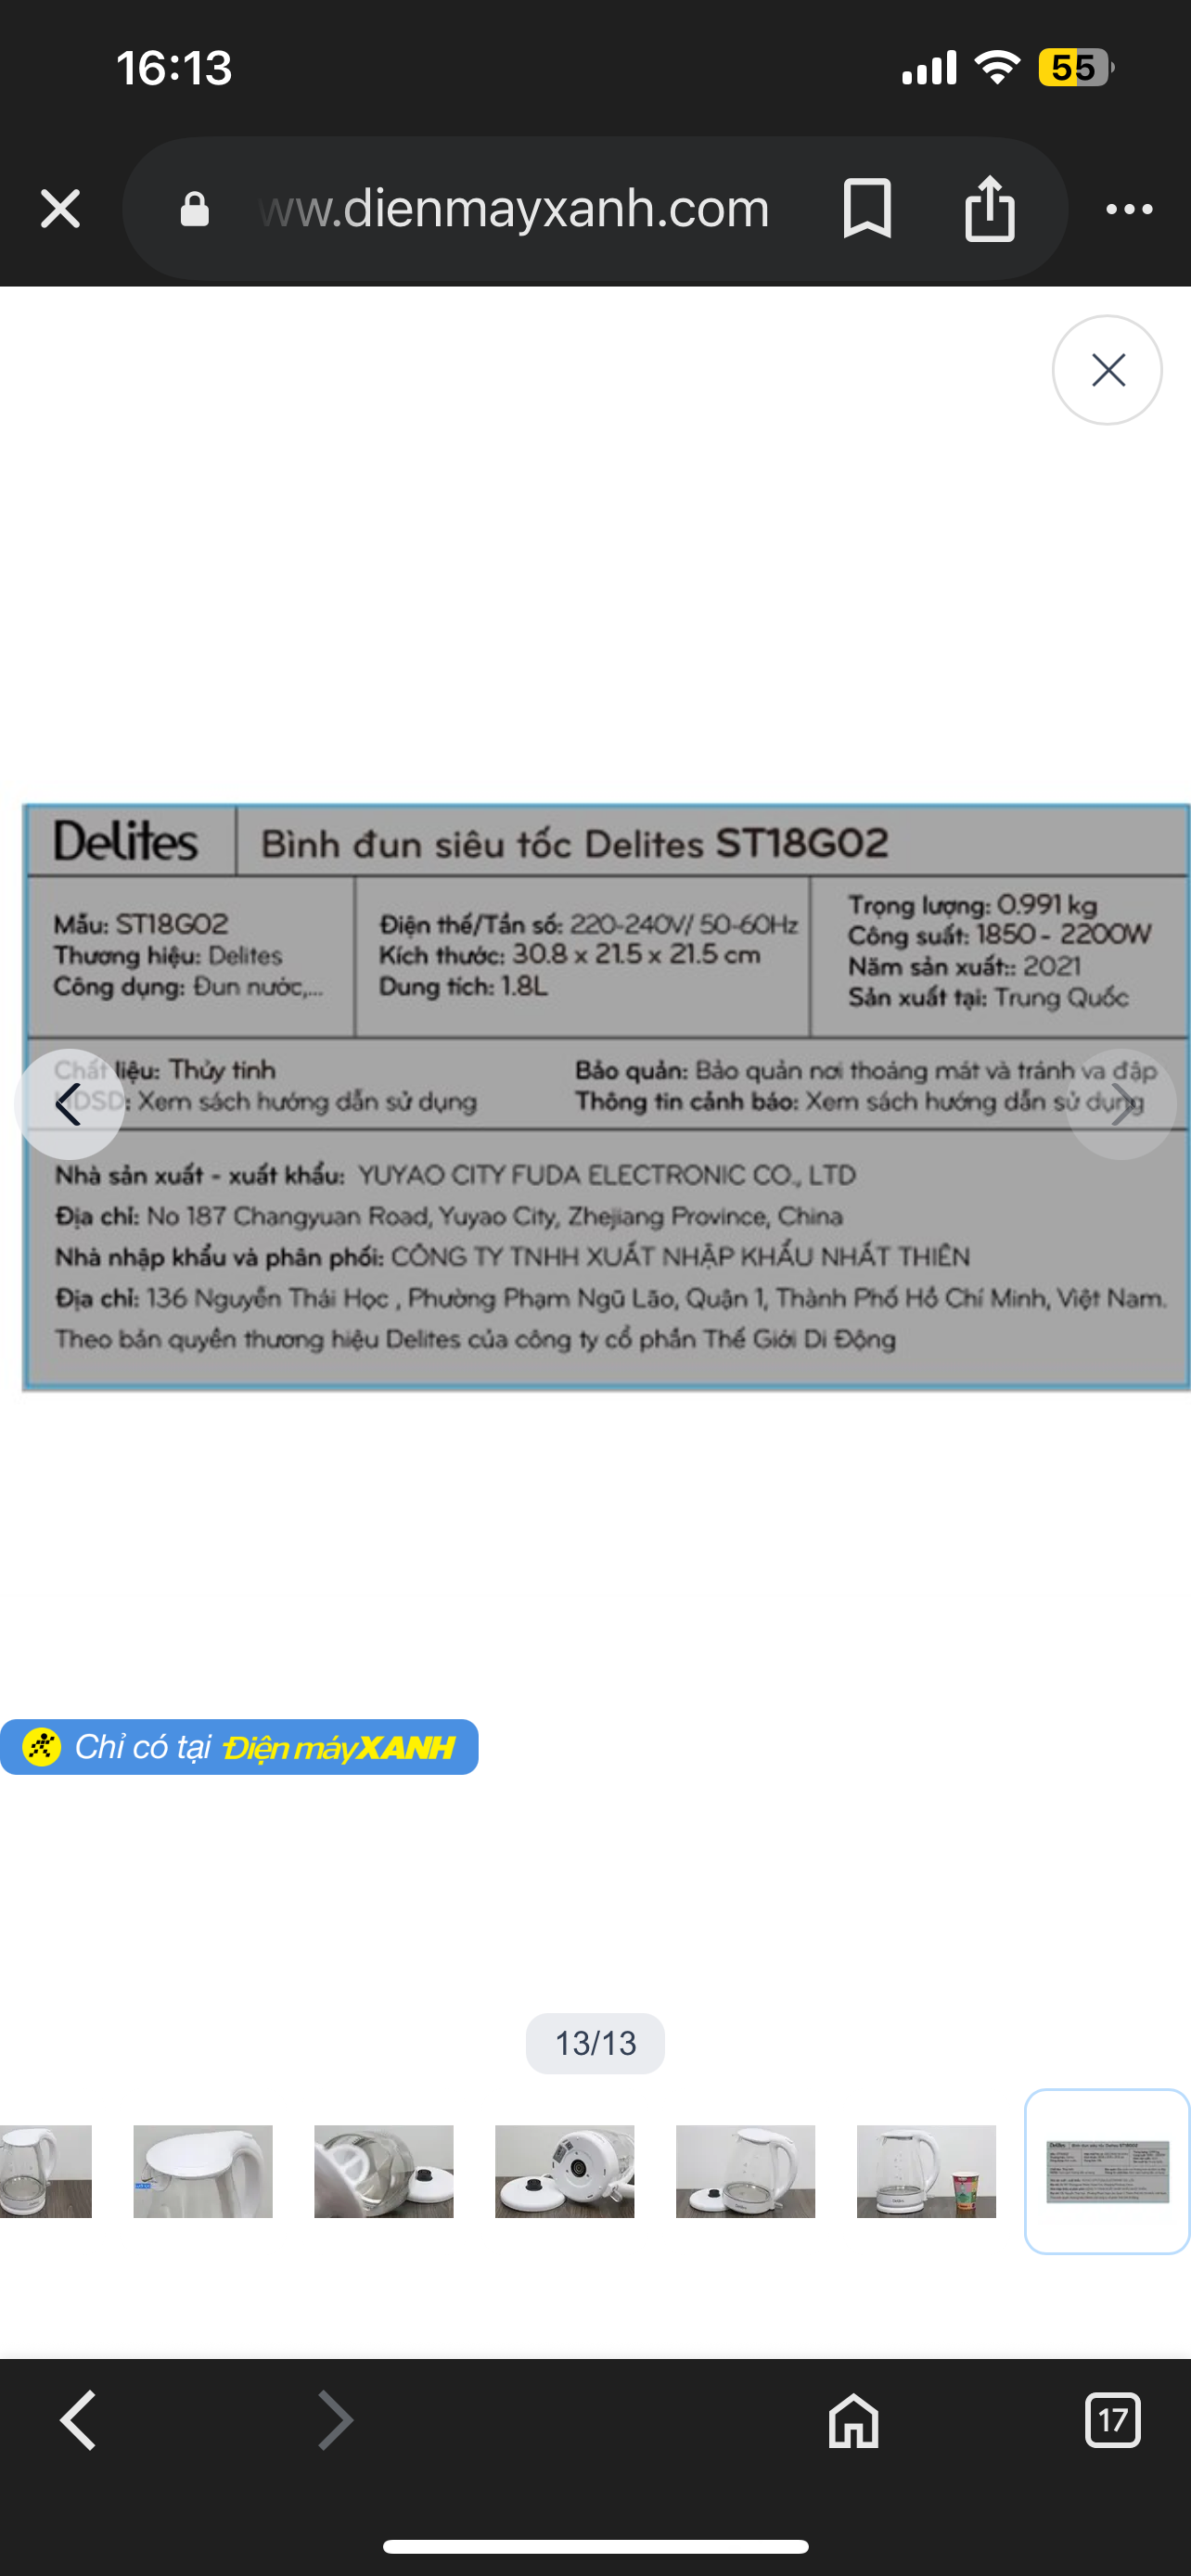 16:13
55
ww.dienmayxanh.com
Delites
Bình đun siêu tốc Delites ST18G02
Mẫu: ST18G02
Thương hiệu: Delites
Công dụng: Đun nước,...
Điện thế/Tần số: 220-240V/ 50-60Hz
Kích thước: 30.8 x 21.5 x 21.5 cm
Dung tích: 1.8L
Trọng lượng: 0.991 kg
Công suất: 1850 - 2200W
Năm sản xuất:: 2021
Sản xuất tại: Trung Quốc
Chất liệu: Thủy tinh
HDSD: Xem sách hướng dẫn sử dụng
Bảo quản: Bảo quản nơi thoáng mát và tránh va đập
Thông tin cảnh báo: Xem sách hướng dẫn sử dụng
Nhà sản xuất - xuất khẩu: YUYAO CITY FUDA ELECTRONIC CO., LTD
Địa chỉ: No 187 Changyuan Road, Yuyao City, Zhejiang Province, China
Nhà nhập khẩu và phân phối: CÔNG TY TNHH XUẤT NHẬP KHẨU NHẤT THIÊN
Địa chỉ: 136 Nguyễn Thái Học , Phường Phạm Ngũ Lão, Quận 1, Thành Phố Hồ Chí Minh, Việt Nam.
Theo bản quyền thương hiệu Delites của công ty cổ phần Thế Giới Di Động
Chỉ có tại Điện máyXANH
13/13
17